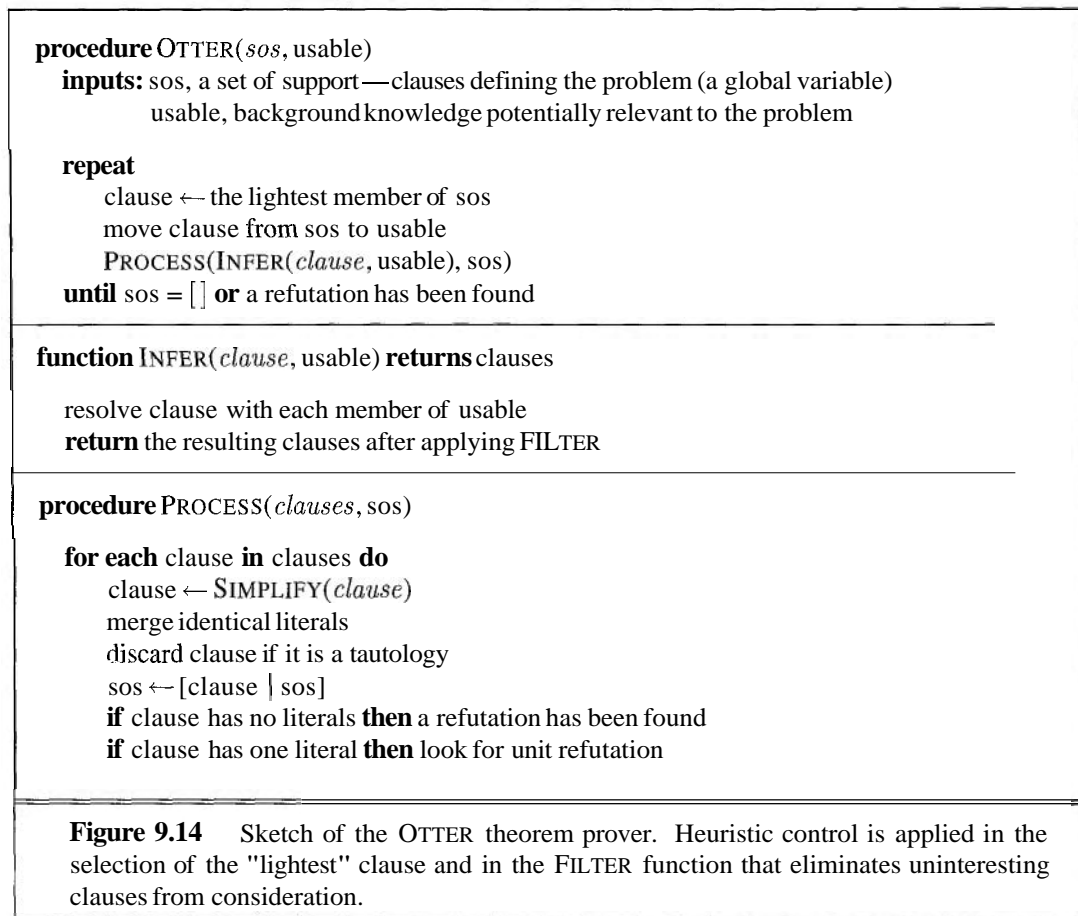 procedure OTTER(sos, usable)
inputs: sos, a set of support—clauses defining the problem (a global variable)
usable, background knowledge potentially relevant to the problem
repeat
clause ← the lightest member of sos
move clause from sos to usable
PROCESS(INFER(clause, usable), sos)
until sos = [] or a refutation has been found
function INFER(clause, usable) returns clauses
resolve clause with each member of usable
return the resulting clauses after applying FILTER
procedure PROCESS(clauses, sos)
for each clause in clauses do
clause ← SIMPLIFY(clause)
merge identical literals
discard clause if it is a tautology
sos ← [clause | sos]
if clause has no literals then a refutation has been found
if clause has one literal then look for unit refutation
Figure 9.14 Sketch of the OTTER theorem prover. Heuristic control is applied in the
selection of the "lightest" clause and in the FILTER function that eliminates uninteresting
clauses from consideration.